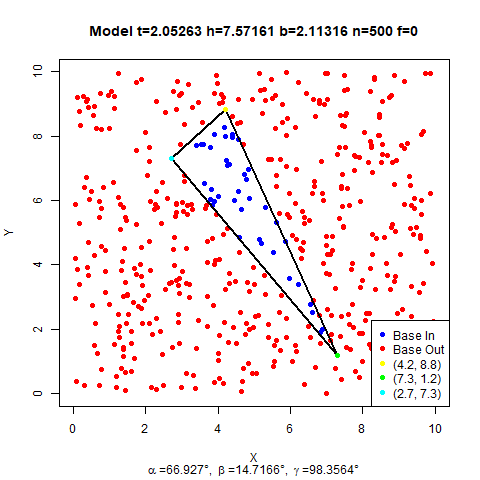 Model t=2.05263 h=7.57161 b=2.11316 n=500 f=0
10
8
6
4
2
0
Y
Base In
Base Out
(4.2, 8.8)
(7.3, 1.2)
(2.7, 7.3)
0 2 4 6 8 10
X
α=66.927°, β=14.7166°, γ=98.3564°